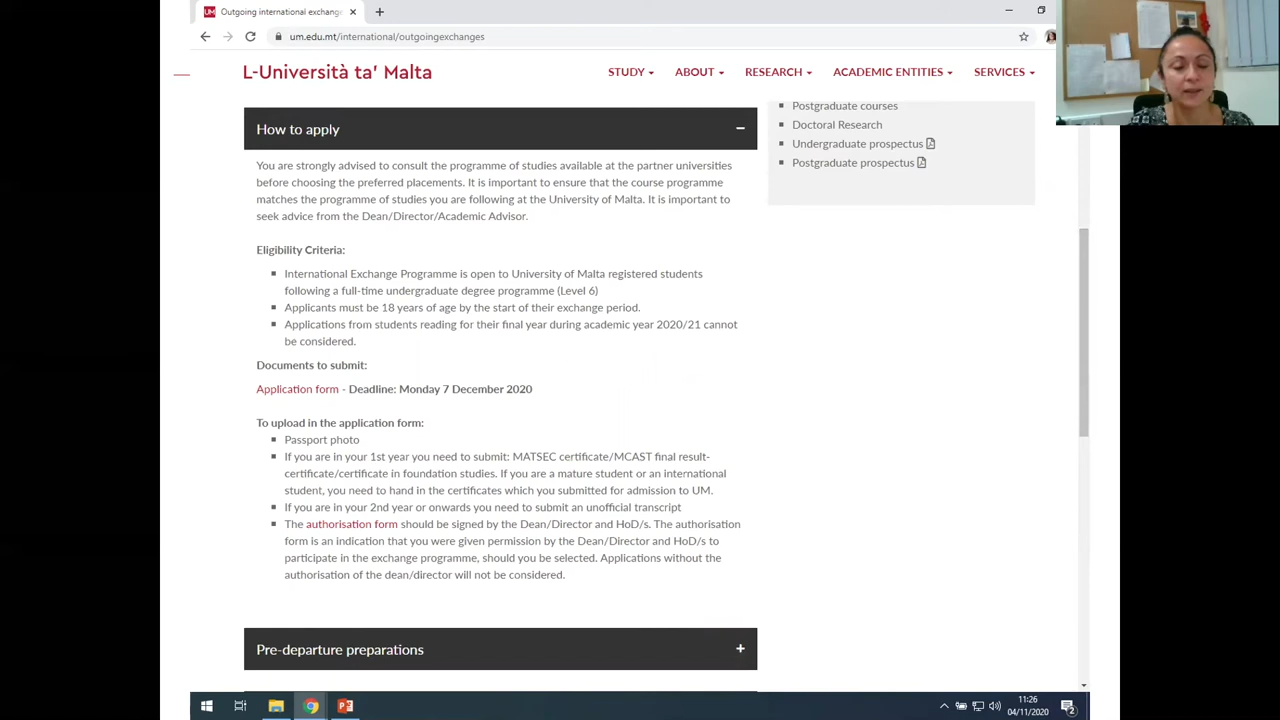 UM Outgoing international exchange
um.edu.mt/international/outgoingexchanges
L-Università ta' Malta
STUDY ABOUT RESEARCH ACADEMIC ENTITIES SERVICES
How to apply
You are strongly advised to consult the programme of studies available at the partner universities
before choosing the preferred placements. It is important to ensure that the course programme
matches the programme of studies you are following at the University of Malta. It is important to
seek advice from the Dean/Director/Academic Advisor.
Eligibility Criteria:
International Exchange Programme is open to University of Malta registered students
following a full-time undergraduate degree programme (Level 6)
Applicants must be 18 years of age by the start of their exchange period.
Applications from students reading for their final year during academic year 2020/21 cannot
be considered.
Documents to submit:
Application form - Deadline: Monday 7 December 2020
To upload in the application form:
Passport photo
If you are in your 1st year you need to submit: MATSEC certificate/MCAST final result-
certificate/certificate in foundation studies. If you are a mature student or an international
student, you need to hand in the certificates which you submitted for admission to UM.
If you are in your 2nd year or onwards you need to submit an unofficial transcript
The authorisation form should be signed by the Dean/Director and HoD/s. The authorisation
form is an indication that you were given permission by the Dean/Director and HoD/s to
participate in the exchange programme, should you be selected. Applications without the
authorisation of the dean/director will not be considered.
Pre-departure preparations
Postgraduate courses
Doctoral Research
Undergraduate prospectus
Postgraduate prospectus
11:26
04/11/2020
2